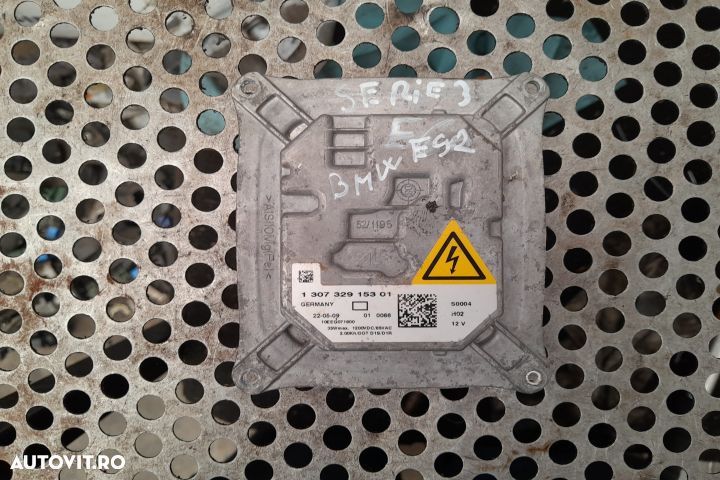 SERIE 3
E
BMW E92
52/1195
1 307 329 153 01
GERMANY
S0004
22-05-09
01 0066
i102
12 V
AUTOVIT.RO